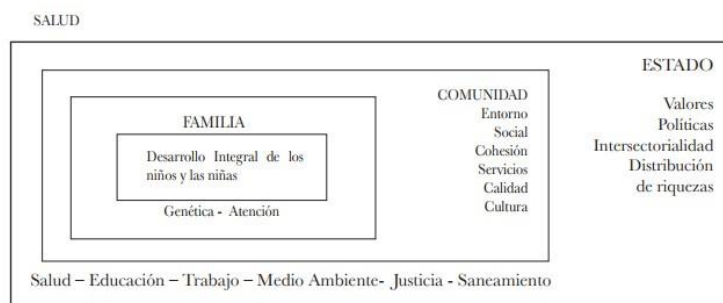 SALUD
ESTADO
Valores
Políticas
Intersectorialidad
Distribución
de riquezas
COMUNIDAD
Entorno
Social
Cohesión
Servicios
Calidad
Cultura
FAMILIA
Desarrollo Integral de los
niños y las niñas
Genética - Atención
Salud – Educación – Trabajo – Medio Ambiente- Justicia - Saneamiento